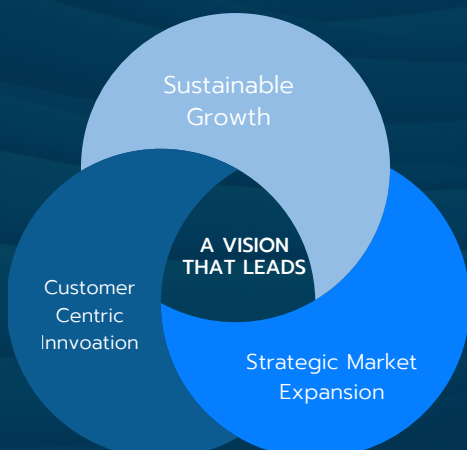 Sustainable
Growth
A VISION
THAT LEADS
Customer
Centric
Innvoation
Strategic Market
Expansion